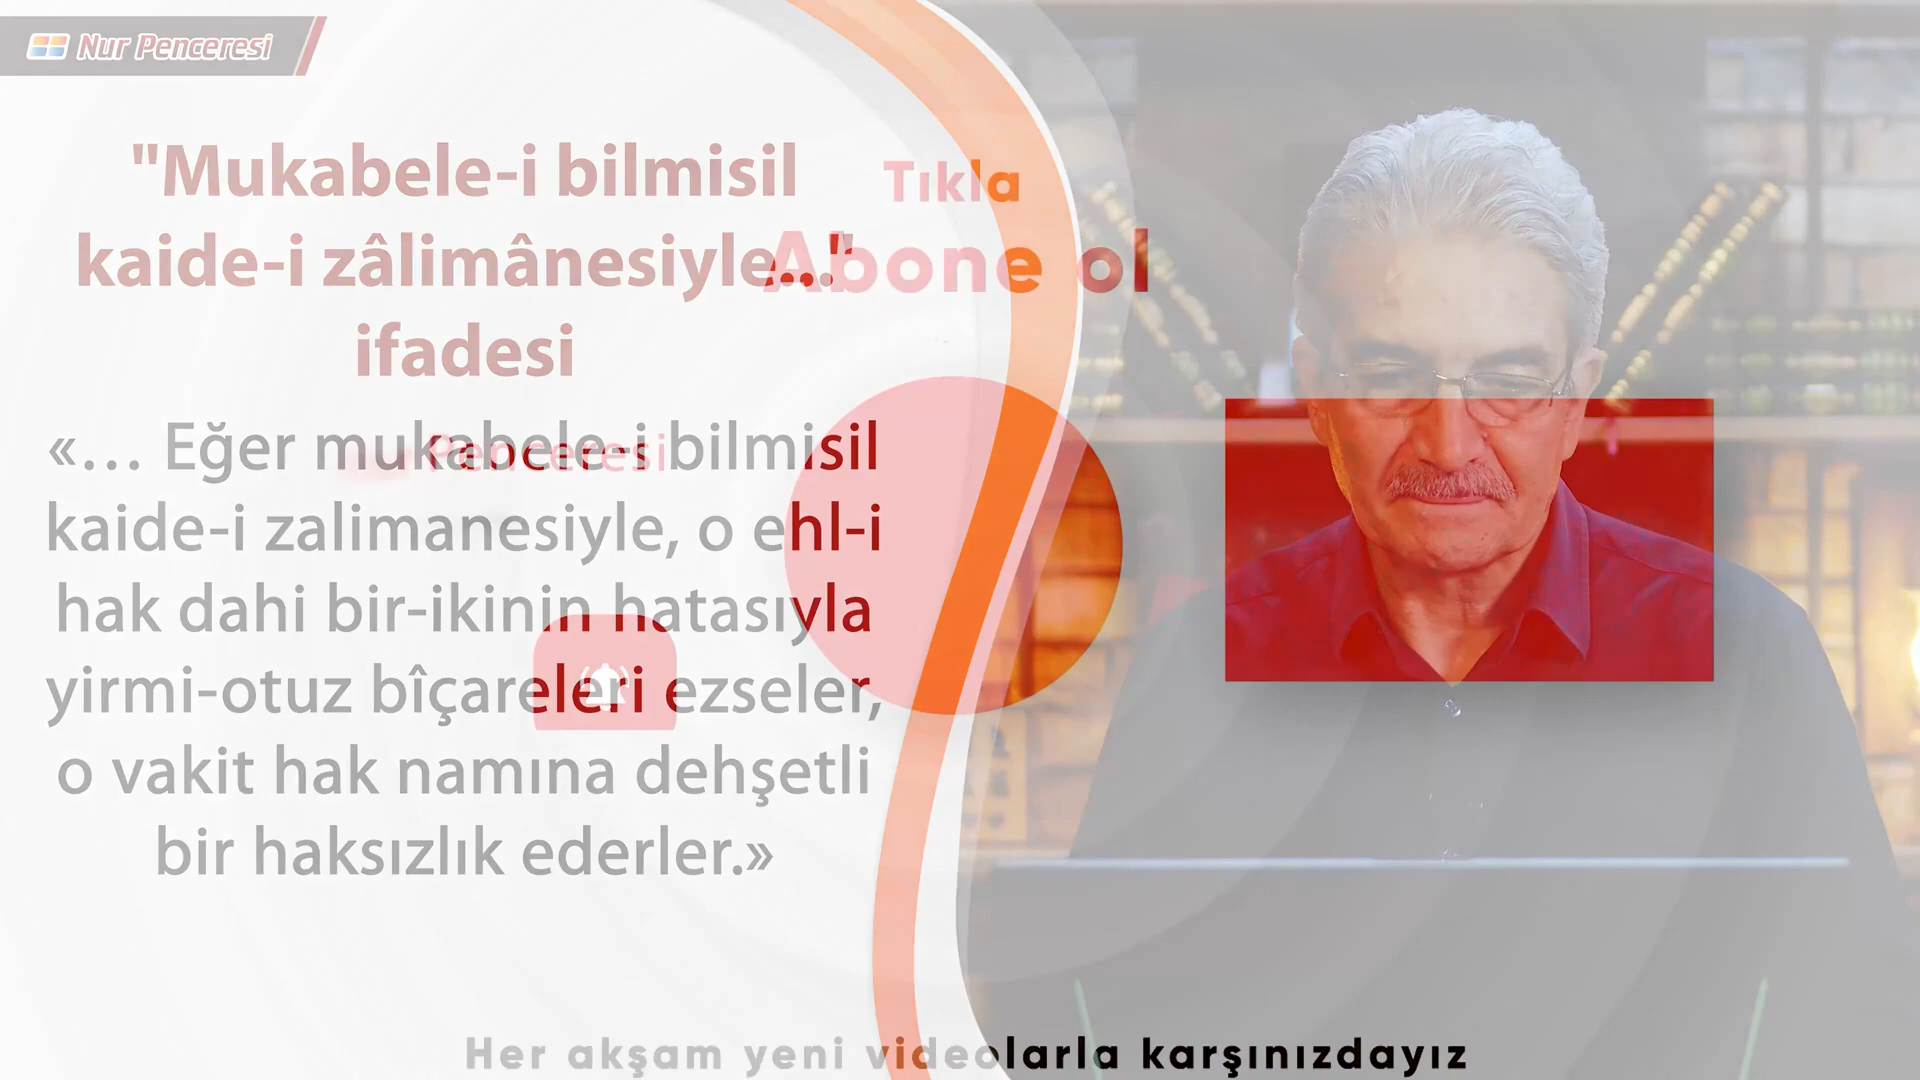 Nur Penceresi
"Mukabele-i bilmisil
kaide-i zâlimânesiyle..."
ifadesi
Tıkla
Abone ol
«… Eğer mukabele-i bilmisil
kaide-i zalimanesiyle, o ehl-i
hak dahi bir-ikinin hatasıyla
yirmi-otuz bîçareleri ezseler,
o vakit hak namına dehşetli
bir haksızlık ederler.»
Penceresi
Her akşam yeni videolarla karşınızdayız